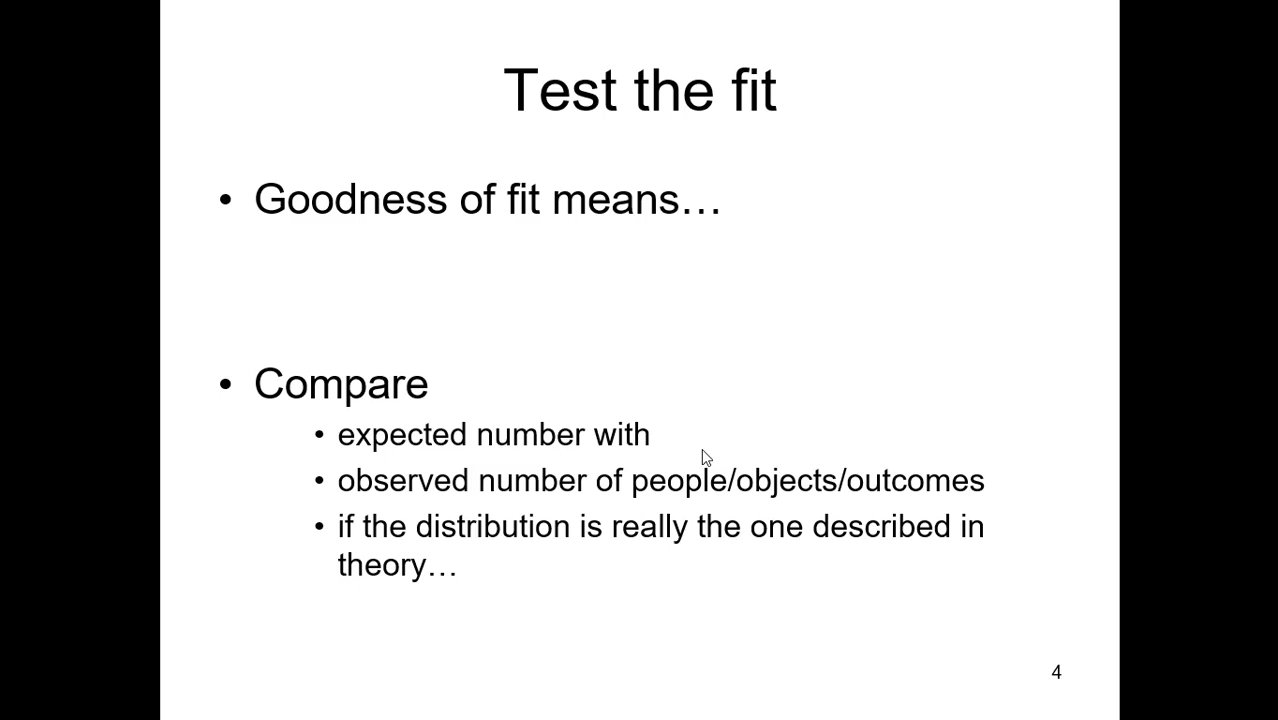 Test the fit
• Goodness of fit means…
• Compare
• expected number with
• observed number of people/objects/outcomes
• if the distribution is really the one described in
theory…
4